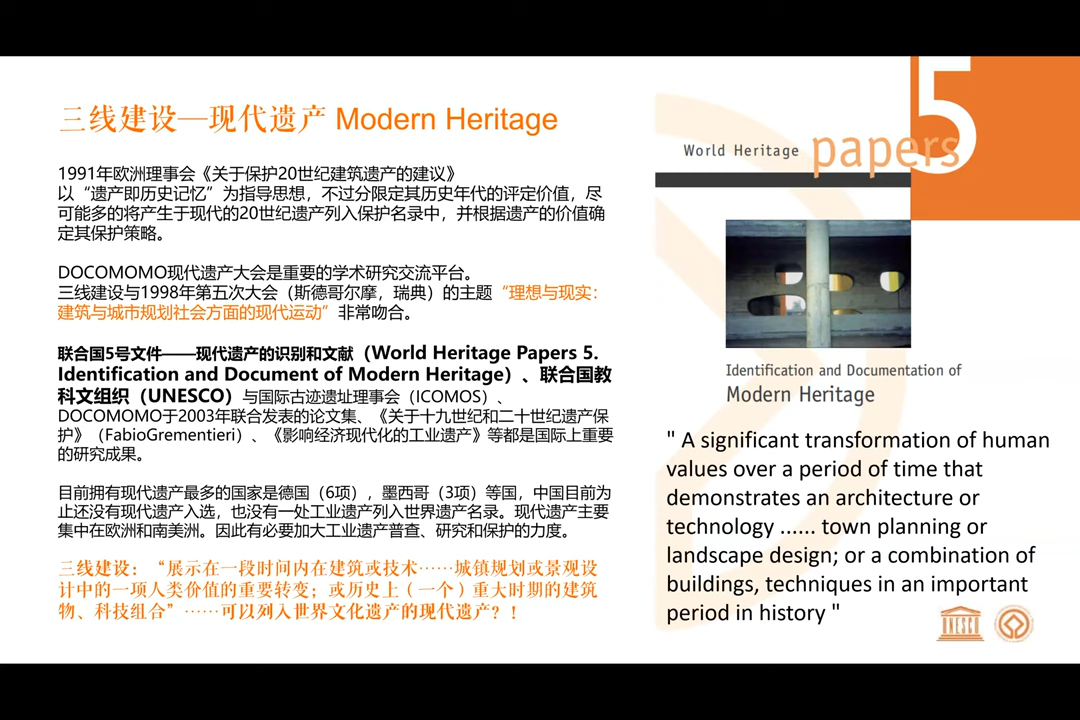 三线建设—现代遗产 Modern Heritage
1991年欧洲理事会《关于保护20世纪建筑遗产的建议》
以“遗产即历史记忆”为指导思想，不过分限定其历史年代的评定价值，尽
可能多的将产生于现代的20世纪遗产列入保护名录中，并根据遗产的价值确
定其保护策略。
DOCOMOMO现代遗产大会是重要的学术研究交流平台。
三线建设与1998年第五次大会（斯德哥尔摩，瑞典）的主题“理想与现实：
建筑与城市规划社会方面的现代运动”非常吻合。
联合国5号文件——现代遗产的识别和文献（World Heritage Papers 5.
Identification and Document of Modern Heritage）、联合国教
科文组织（UNESCO）与国际古迹遗址理事会（ICOMOS）、
DOCOMOMO于2003年联合发表的论文集、《关于十九世纪和二十世纪遗产保
护》（FabioGrementieri）、《影响经济现代化的工业遗产》等都是国际上重要
的研究成果。
目前拥有现代遗产最多的国家是德国（6项），墨西哥（3项）等国，中国目前为
止还没有现代遗产入选，也没有一处工业遗产列入世界遗产名录。现代遗产主要
集中在欧洲和南美洲。因此有必要加大工业遗产普查、研究和保护的力度。
三线建设：“展示在一段时间内在建筑或技术……城镇规划或景观设
计中的一项人类价值的重要转变；或历史上（一个）重大时期的建筑
物、科技组合”……可以列入世界文化遗产的现代遗产？！
World Heritage papers 5
Identification and Documentation of
Modern Heritage
" A significant transformation of human
values over a period of time that
demonstrates an architecture or
technology ...... town planning or
landscape design; or a combination of
buildings, techniques in an important
period in history "
UNESCO